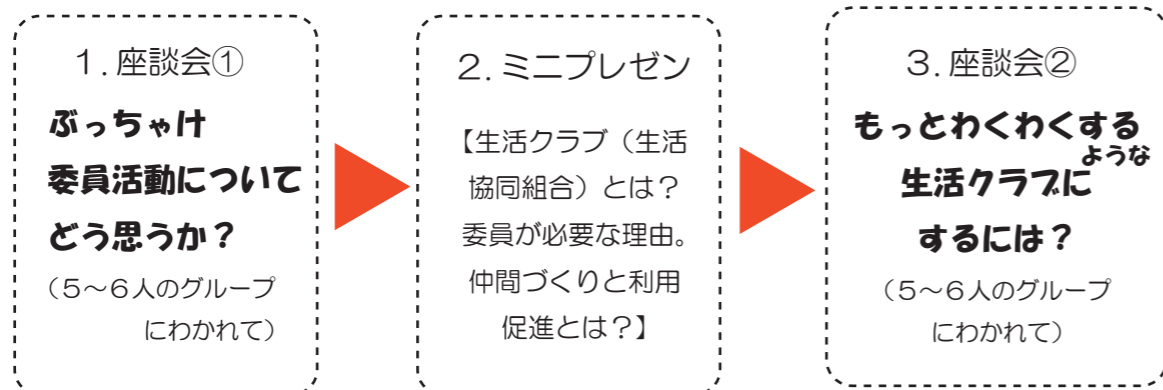 1.座談会①
ぶっちゃけ
委員活動について
どう思うか？
（５～６人のグループ
にわかれて）
2.ミニプレゼン
【生活クラブ（生活
協同組合）とは？
委員が必要な理由。
仲間づくりと利用
促進とは？】
3.座談会②
もっとわくわくする
ような
生活クラブに
するには？
（５～６人のグループ
にわかれて）